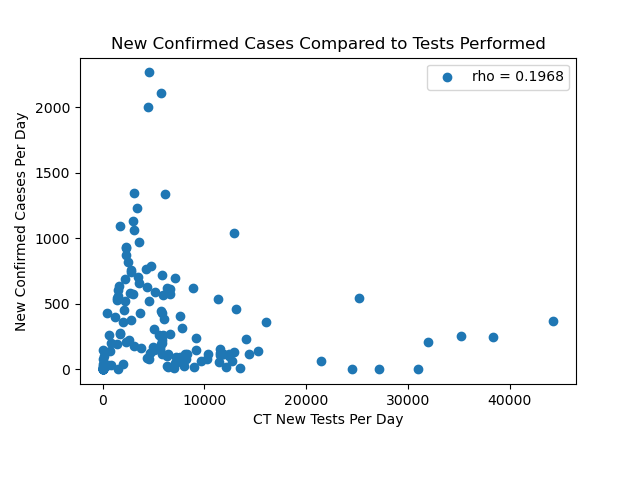 New Confirmed Cases Compared to Tests Performed
rho = 0.1968
New Confirmed Caeses Per Day
2000
1500
1000
500
0
0 10000 20000 30000 40000
CT New Tests Per Day